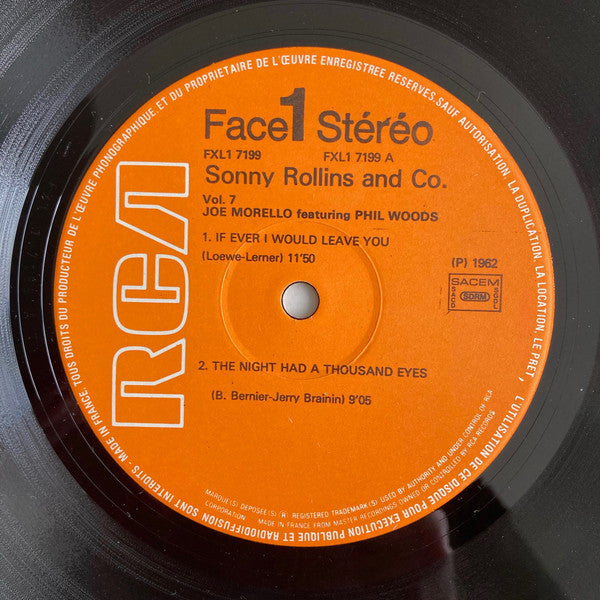 TOUS DROITS DU PRODUCTEUR DE L'ŒUVRE PHONOGRAPHIQUE ET DU PROPRIETAIRE DE L'ŒUVRE ENREGISTREE RESERVES. SAUF AUTORISATION, LA DUPLICATION, LA LOCATION, LE PRET, L'UTILISATION DE CE DISQUE POUR EXECUTION PUBLIQUE ET RADIODIFFUSION SONT INTERDITS - MADE IN FRANCE.
RCA
Face 1 Stéréo
FXL1 7199 FXL1 7199 A
Sonny Rollins and Co.
Vol. 7
JOE MORELLO featuring PHIL WOODS
1. IF EVER I WOULD LEAVE YOU
(Loewe-Lerner) 11'50
(P) 1962
SACEM
SACD SDRM SGDL
2. THE NIGHT HAD A THOUSAND EYES
(B. Bernier-Jerry Brainin) 9'05
MARQUE(S) DEPOSEE(S) ® REGISTERED TRADEMARK(S) USED BY AUTHORITY AND UNDER CONTROL OF RCA
CORPORATION MADE IN FRANCE FROM MASTER RECORDINGS OWNED OR CONTROLLED BY RCA RECORDS